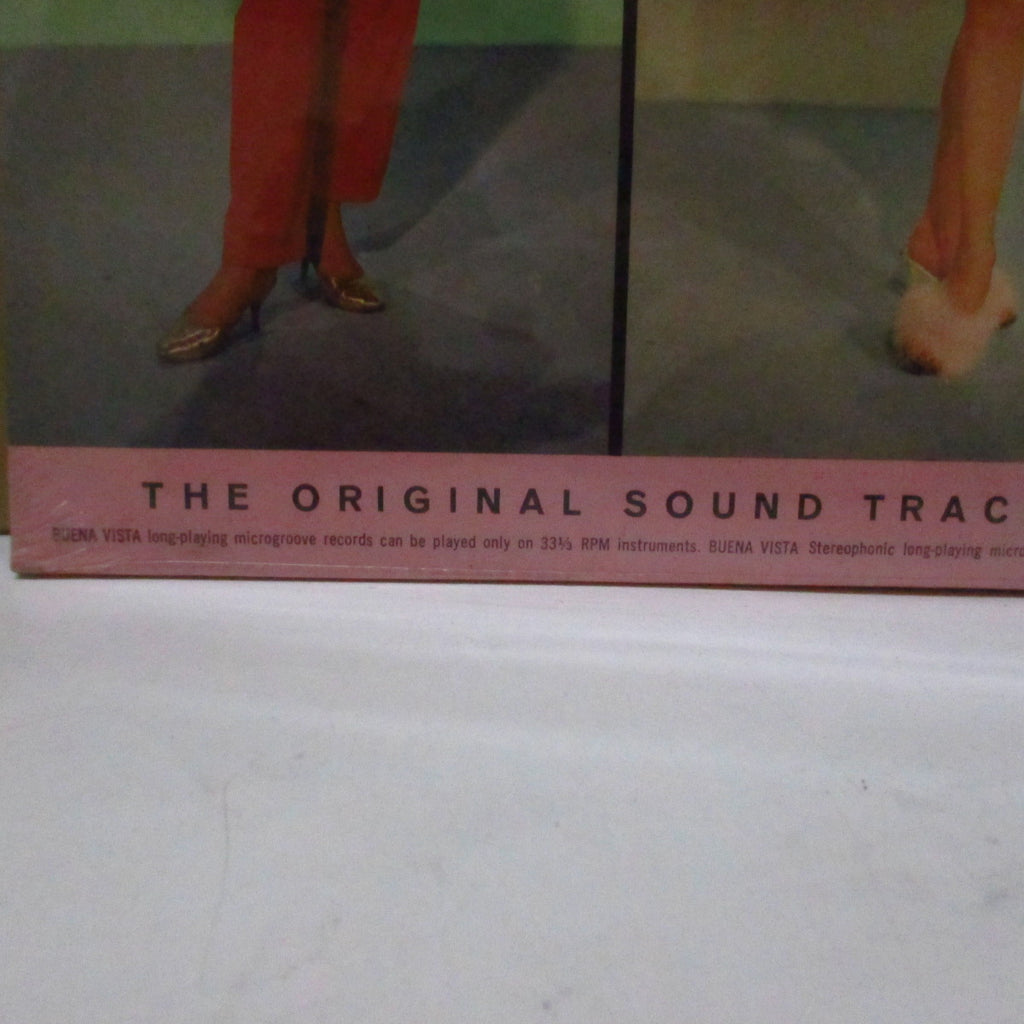 THE ORIGINAL SOUND TRAC
BUENA VISTA long-playing microgroove records can be played only on 33⅓ RPM instruments. BUENA VISTA Stereophonic long-playing micro